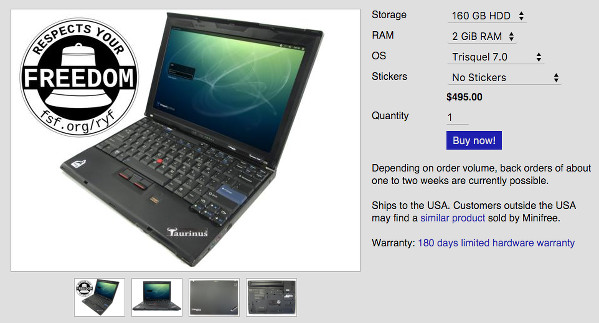 RESPECTS YOUR
FREEDOM
fsf.org/ryf
Taurinus
Storage 160 GB HDD
RAM 2 GiB RAM
OS Trisquel 7.0
Stickers No Stickers
$495.00
Quantity 1
Buy now!
Depending on order volume, back orders of about
one to two weeks are currently possible.
Ships to the USA. Customers outside the USA
may find a similar product sold by Minifree.
Warranty: 180 days limited hardware warranty